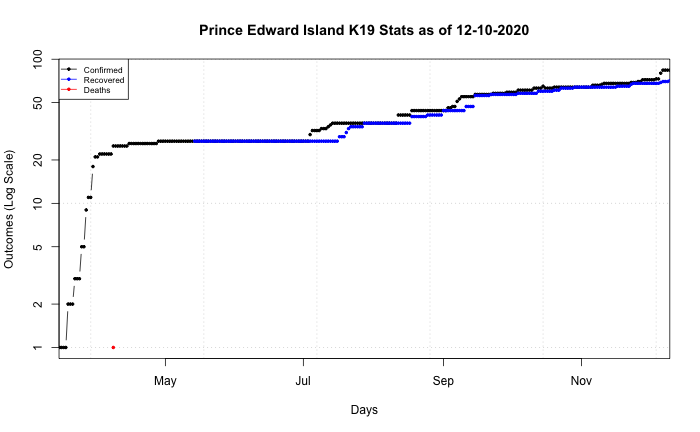 Prince Edward Island K19 Stats as of 12-10-2020
Confirmed
Recovered
Deaths
Outcomes (Log Scale)
100
50
20
10
5
2
1
May
Jul
Sep
Nov
Days